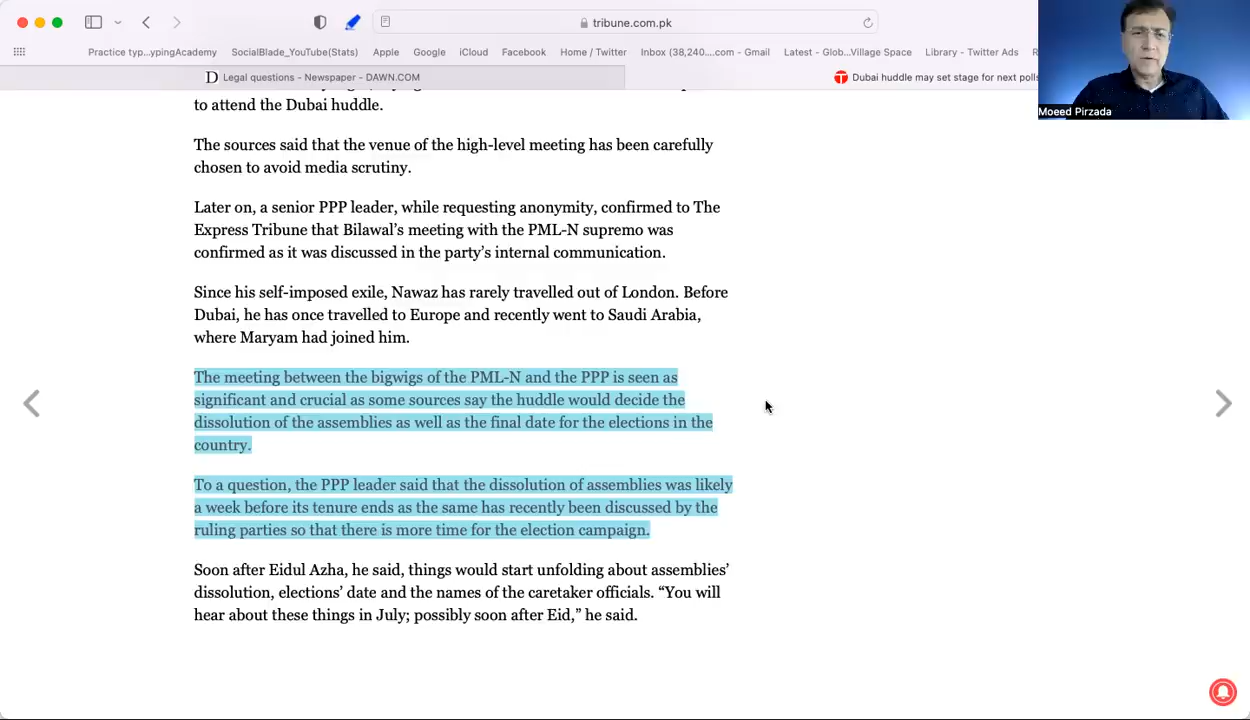 tribune.com.pk
Practice typ...ypingAcademy SocialBlade_YouTube(Stats) Apple Google iCloud Facebook Home / Twitter Inbox (38,240....com - Gmail Latest - Glob...Village Space Library - Twitter Ads
D Legal questions - Newspaper - DAWN.COM
Dubai huddle may set stage for next polls
Moeed Pirzada
to attend the Dubai huddle.
The sources said that the venue of the high-level meeting has been carefully
chosen to avoid media scrutiny.
Later on, a senior PPP leader, while requesting anonymity, confirmed to The
Express Tribune that Bilawal’s meeting with the PML-N supremo was
confirmed as it was discussed in the party’s internal communication.
Since his self-imposed exile, Nawaz has rarely travelled out of London. Before
Dubai, he has once travelled to Europe and recently went to Saudi Arabia,
where Maryam had joined him.
The meeting between the bigwigs of the PML-N and the PPP is seen as
significant and crucial as some sources say the huddle would decide the
dissolution of the assemblies as well as the final date for the elections in the
country.
To a question, the PPP leader said that the dissolution of assemblies was likely
a week before its tenure ends as the same has recently been discussed by the
ruling parties so that there is more time for the election campaign.
Soon after Eidul Azha, he said, things would start unfolding about assemblies’
dissolution, elections’ date and the names of the caretaker officials. “You will
hear about these things in July; possibly soon after Eid,” he said.